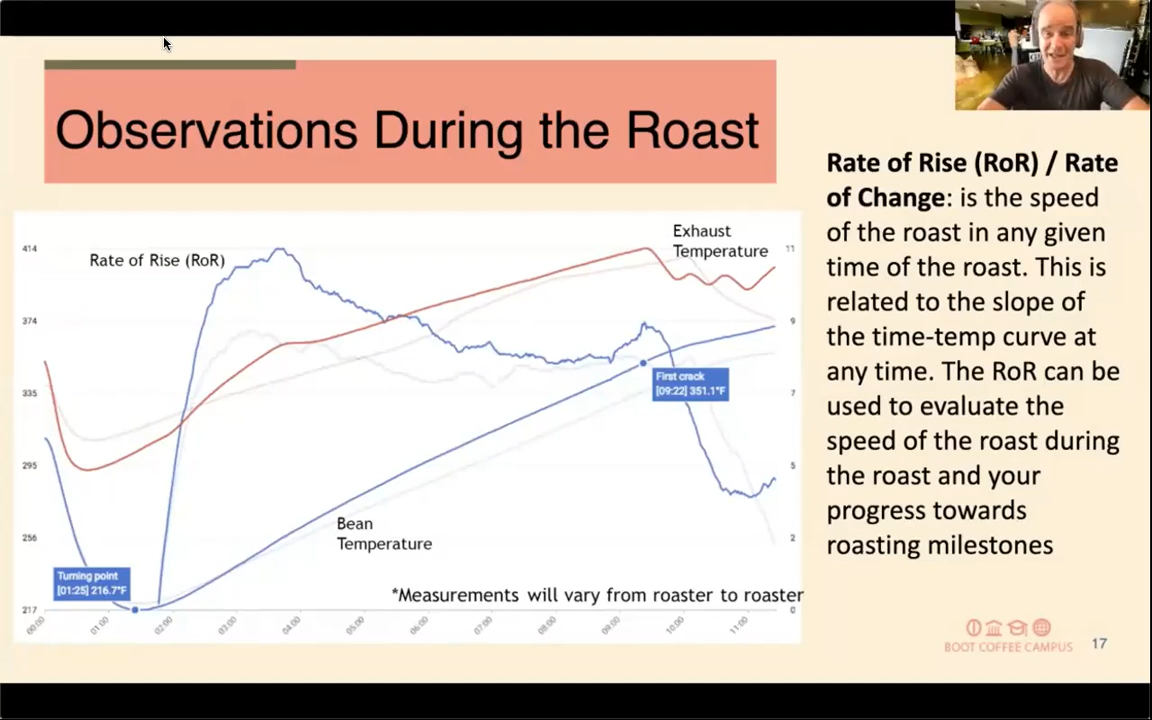 Observations During the Roast
Rate of Rise (RoR) / Rate
of Change: is the speed
of the roast in any given
time of the roast. This is
related to the slope of
the time-temp curve at
any time. The RoR can be
used to evaluate the
speed of the roast during
the roast and your
progress towards
roasting milestones
Rate of Rise (RoR)
Exhaust
Temperature
414
374
335
295
256
217
11
9
7
5
2
0
First crack
[09:22] 351.1°F
Bean
Temperature
Turning point
[01:25] 216.7°F
*Measurements will vary from roaster to roaster
00:00
01:00
02:00
03:00
04:00
05:00
06:00
07:00
08:00
09:00
10:00
11:00
BOOT COFFEE CAMPUS
17